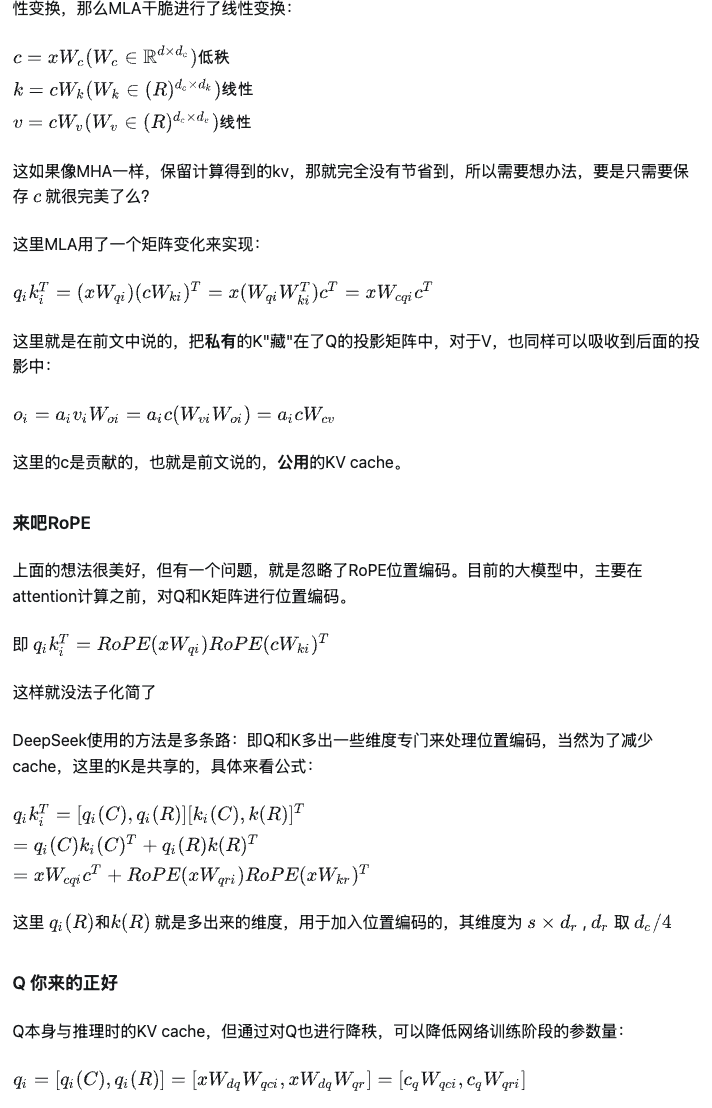 性变换，那么MLA干脆进行了线性变换：
c = xW_c(W_c ∈ ℝ^{d×d_c})低秩
k = cW_k(W_k ∈ (R)^{d_c×d_k})线性
v = cW_v(W_v ∈ (R)^{d_c×d_v})线性
这如果像MHA一样，保留计算得到的kv，那就完全没有节省到，所以需要想办法，要是只需要保
存 c 就很完美了么?
这里MLA用了一个矩阵变化来实现：
q_i k_i^T = (xW_{qi})(cW_{ki})^T = x(W_{qi}W_{ki}^T)c^T = xW_{cqi}c^T
这里就是在前文中说的，把私有的K"藏"在了Q的投影矩阵中，对于V，也同样可以吸收到后面的投
影中：
o_i = a_i v_i W_{oi} = a_i c(W_{vi}W_{oi}) = a_i cW_{cv}
这里的c是贡献的，也就是前文说的，公用的KV cache。
来吧RoPE
上面的想法很美好，但有一个问题，就是忽略了RoPE位置编码。目前的大模型中，主要在
attention计算之前，对Q和K矩阵进行位置编码。
即 q_i k_i^T = RoPE(xW_{qi})RoPE(cW_{ki})^T
这样就没法子化简了
DeepSeek使用的方法是多条路：即Q和K多出一些维度专门来处理位置编码，当然为了减少
cache，这里的K是共享的，具体来看公式：
q_i k_i^T = [q_i(C), q_i(R)][k_i(C), k(R)]^T
= q_i(C)k_i(C)^T + q_i(R)k(R)^T
= xW_{cqi}c^T + RoPE(xW_{qri})RoPE(xW_{kr})^T
这里 q_i(R)和k(R) 就是多出来的维度，用于加入位置编码的，其维度为 s × d_r , d_r 取 d_c/4
Q 你来的正好
Q本身与推理时的KV cache，但通过对Q也进行降秩，可以降低网络训练阶段的参数量：
q_i = [q_i(C), q_i(R)] = [xW_{dq}W_{qci}, xW_{dq}W_{qr}] = [c_q W_{qci}, c_q W_{qri}]